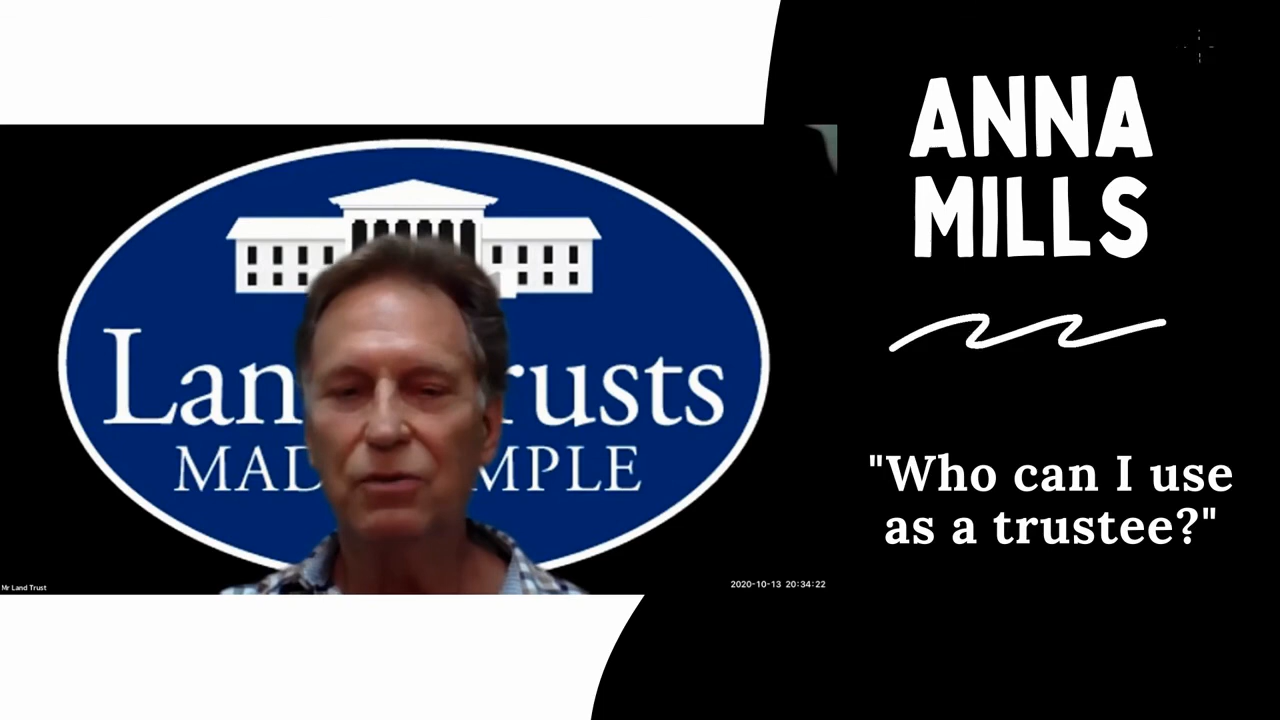 ANNA
MILLS
Lan rusts
MAD MPLE
"Who can I use
as a trustee?"
Mr Land Trust
2020-10-13 20:34:22